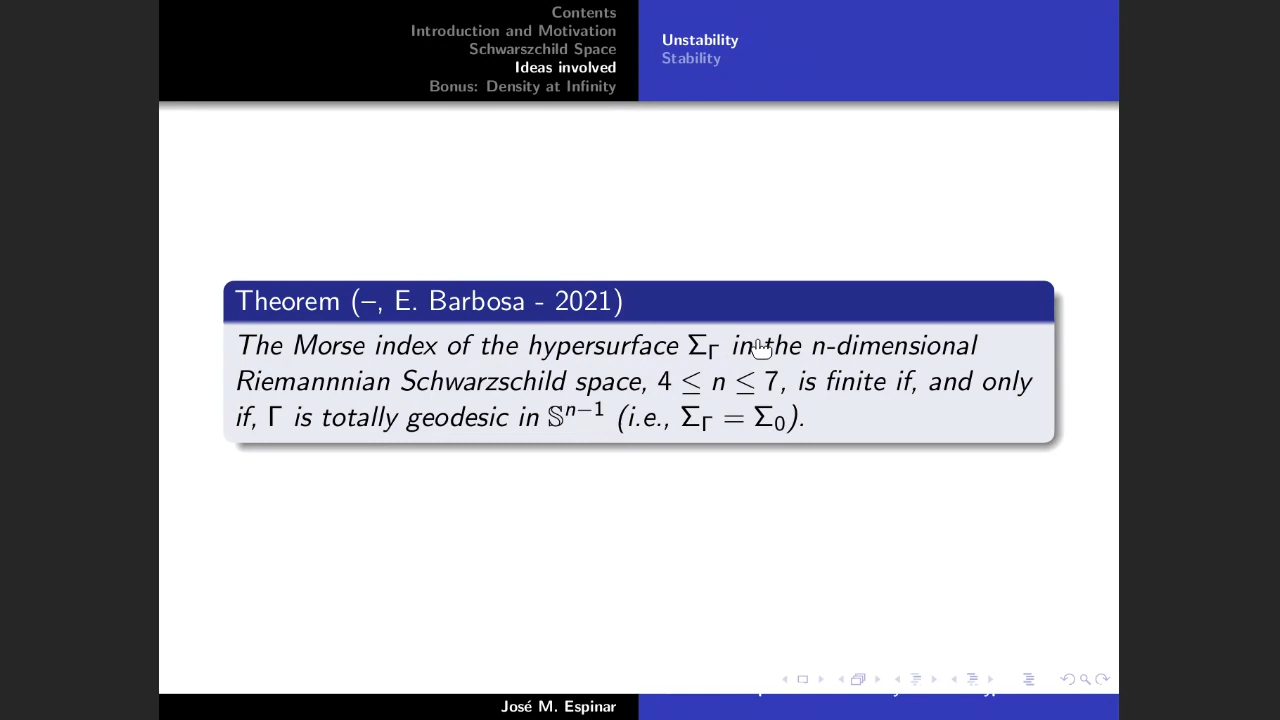 Contents
Introduction and Motivation
Schwarszchild Space
Ideas involved
Bonus: Density at Infinity
Unstability
Stability
Theorem (–, E. Barbosa - 2021)
The Morse index of the hypersurface Σ_Γ in the n-dimensional
Riemannnian Schwarzschild space, 4 ≤ n ≤ 7, is finite if, and only
if, Γ is totally geodesic in 𝕊ⁿ⁻¹ (i.e., Σ_Γ = Σ₀).
José M. Espinar